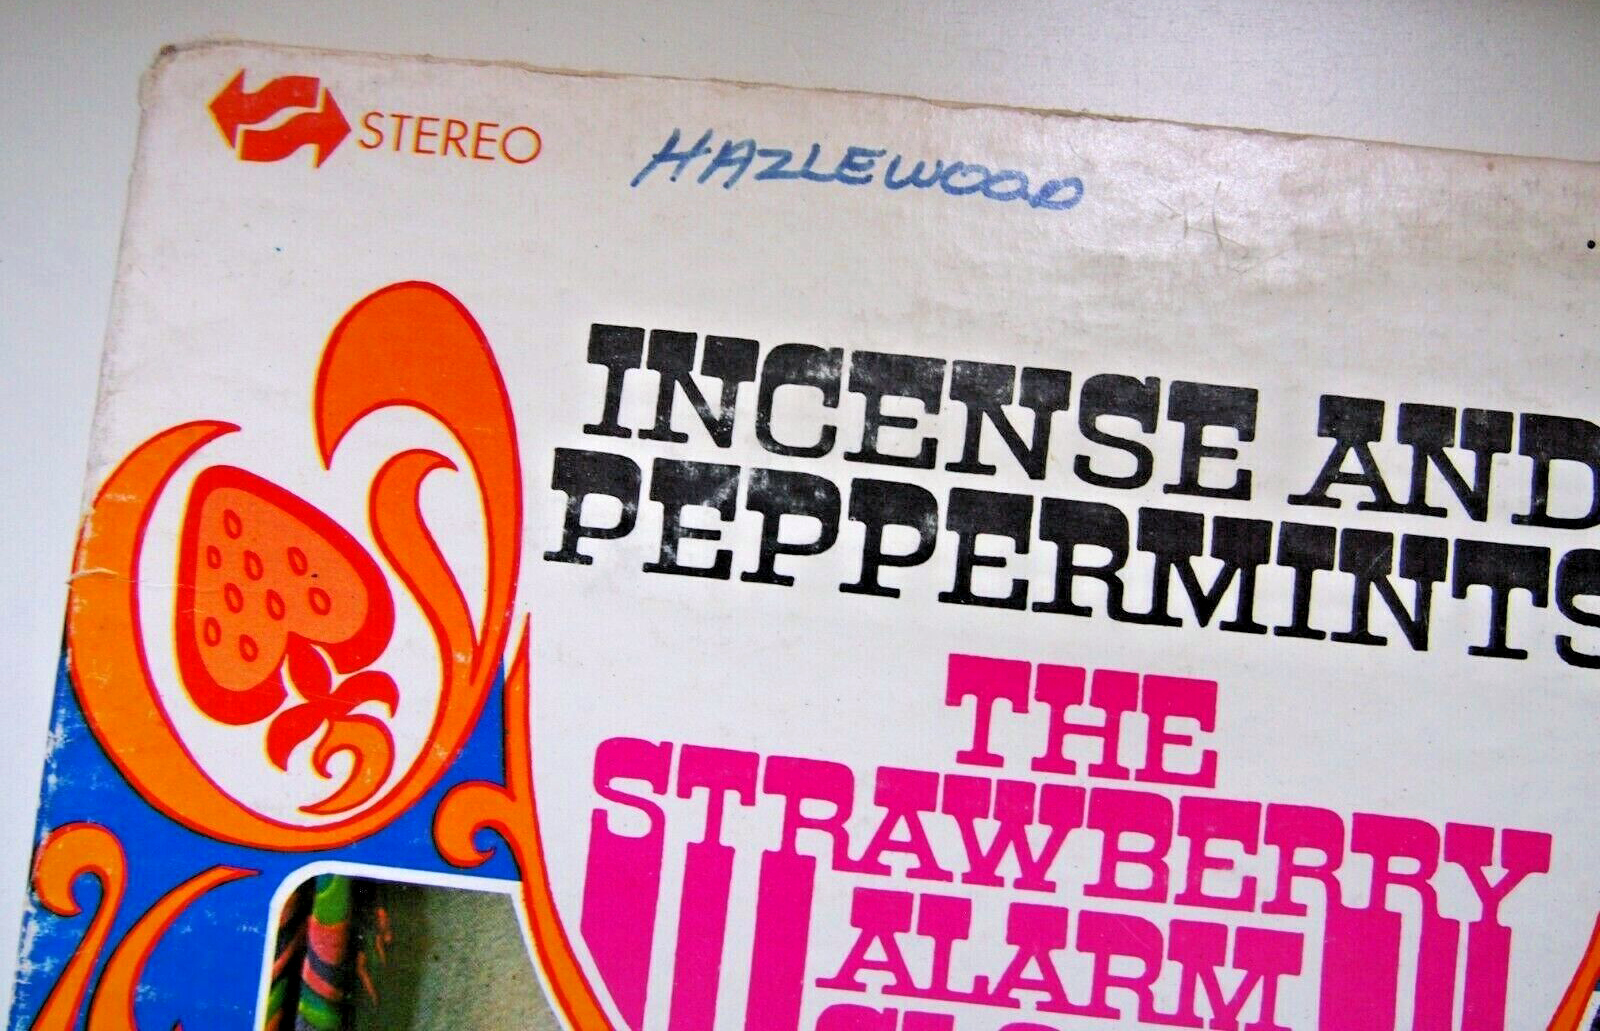 STEREO
HAZLEWOOD
INCENSE AND
PEPPERMINTS
THE
STRAWBERRY
ALARM